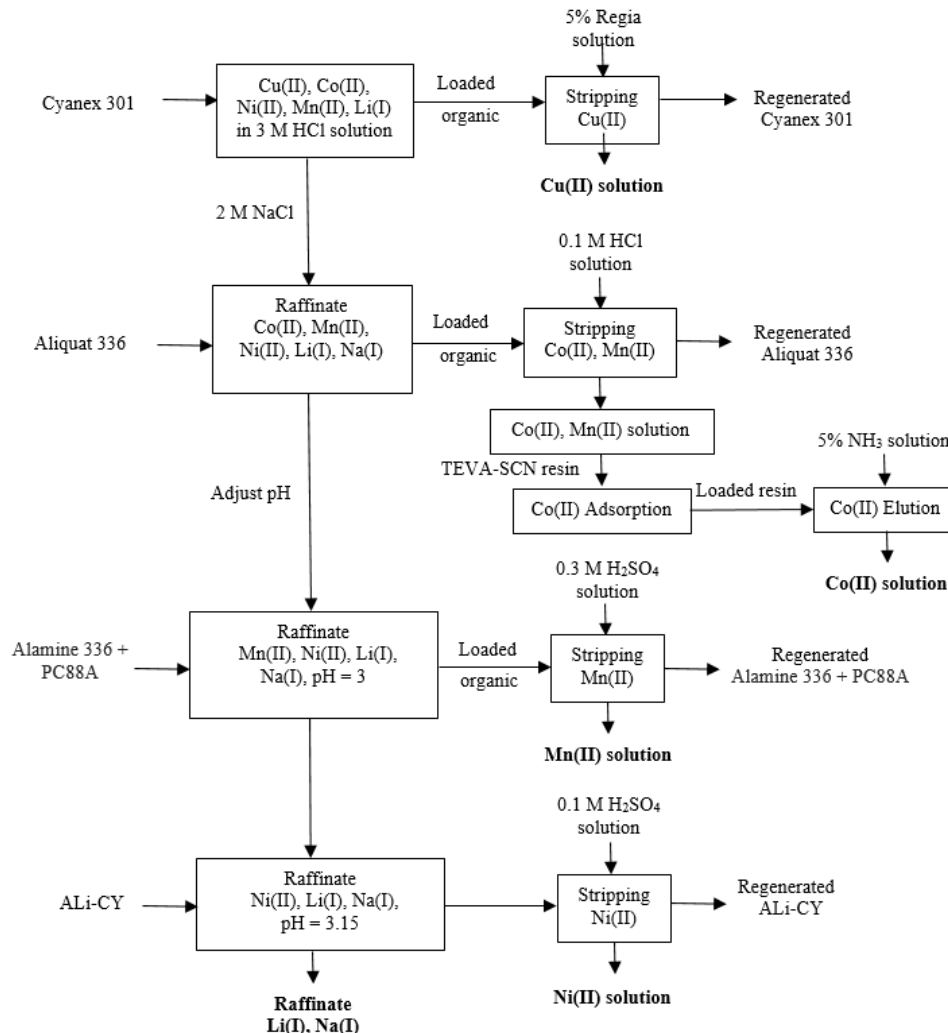 5% Regia
solution
Cyanex 301
Cu(II), Co(II),
Ni(II), Mn(II), Li(I)
in 3 M HCl solution
Loaded
organic
Stripping
Cu(II)
Regenerated
Cyanex 301
Cu(II) solution
2 M NaCl
0.1 M HCl
solution
Aliquat 336
Raffinate
Co(II), Mn(II),
Ni(II), Li(I), Na(I)
Loaded
organic
Stripping
Co(II), Mn(II)
Regenerated
Aliquat 336
Co(II), Mn(II) solution
TEVA-SCN resin
5% NH₃ solution
Adjust pH
Co(II) Adsorption
Loaded resin
Co(II) Elution
Co(II) solution
0.3 M H₂SO₄
solution
Alamine 336 +
PC88A
Raffinate
Mn(II), Ni(II), Li(I),
Na(I), pH = 3
Loaded
organic
Stripping
Mn(II)
Regenerated
Alamine 336 + PC88A
Mn(II) solution
0.1 M H₂SO₄
solution
ALi-CY
Raffinate
Ni(II), Li(I), Na(I),
pH = 3.15
Stripping
Ni(II)
Regenerated
ALi-CY
Ni(II) solution
Raffinate
Li(I), Na(I)